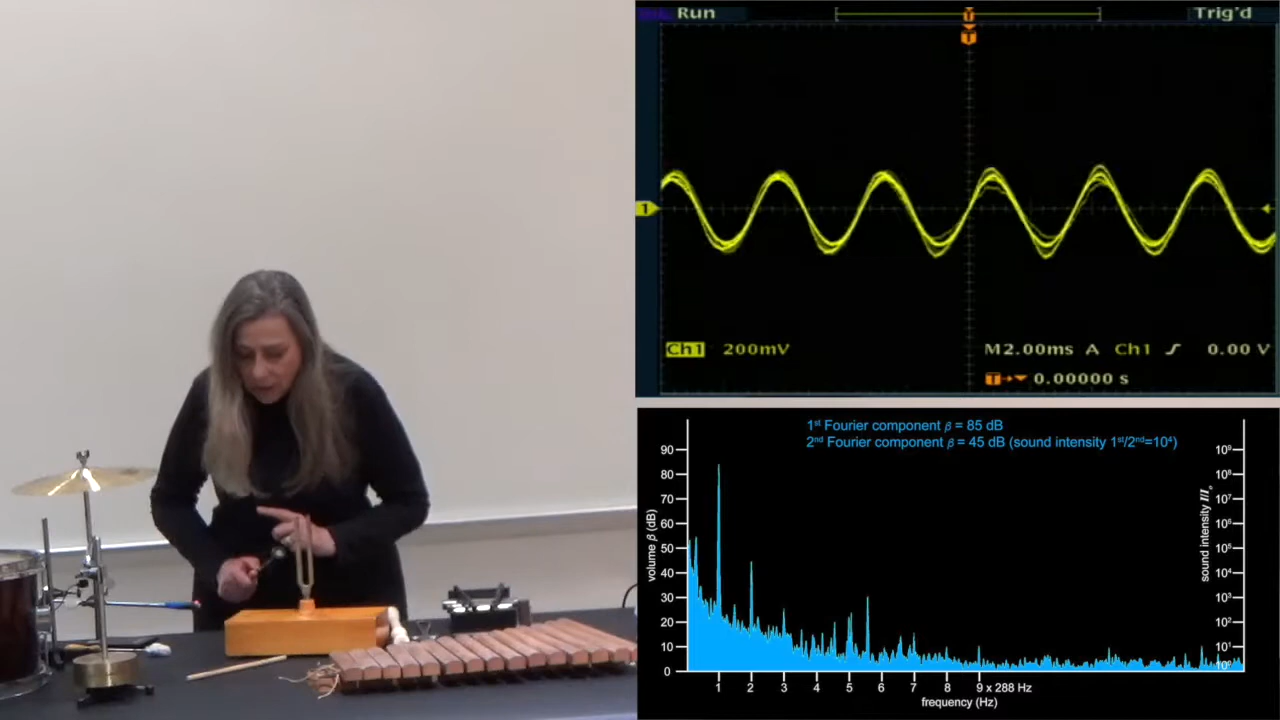 Run T Trig'd
T
1
Ch1 200mV M2.00ms A Ch1 0.00 V
T 0.00000 s
1st Fourier component β = 85 dB
2nd Fourier component β = 45 dB (sound intensity 1st/2nd=10⁴)
volume β (dB)
90
80
70
60
50
40
30
20
10
0
10⁹
10⁸
10⁷
10⁶
10⁵
10⁴
10³
10²
10¹
10⁰
sound intensity I/I₀
1 2 3 4 5 6 7 8 9 x 288 Hz
frequency (Hz)